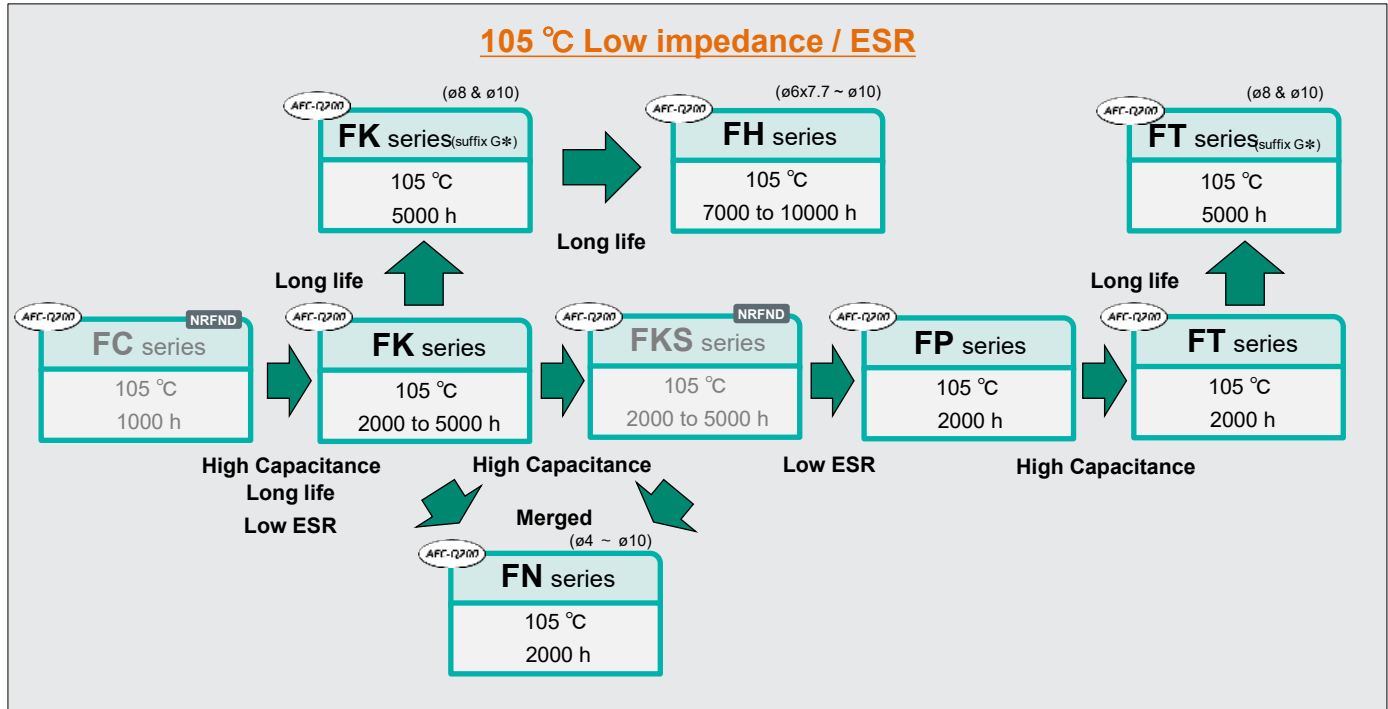 105 ℃ Low impedance / ESR
(ø8 & ø10)
AEC-Q200
FK series(suffix G*)
105 ℃
5000 h
Long life
(ø6x7.7 ~ ø10)
AEC-Q200
FH series
105 ℃
7000 to 10000 h
(ø8 & ø10)
AEC-Q200
FT series(suffix G*)
105 ℃
5000 h
Long life
Long life
AEC-Q200
NRFND
FC series
105 ℃
1000 h
High Capacitance
Long life
Low ESR
AEC-Q200
FK series
105 ℃
2000 to 5000 h
High Capacitance
AEC-Q200
NRFND
FKS series
105 ℃
2000 to 5000 h
Low ESR
AEC-Q200
FP series
105 ℃
2000 h
High Capacitance
AEC-Q200
FT series
105 ℃
2000 h
Merged
(ø4 ~ ø10)
AEC-Q200
FN series
105 ℃
2000 h